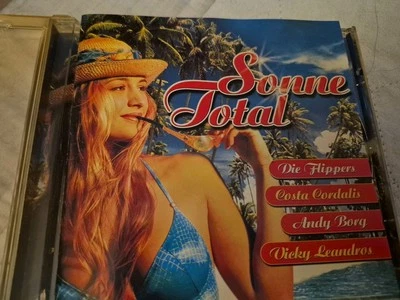 Sonne
Total
Die Flippers
Costa Cordalis
Andy Borg
Vicky Leandros